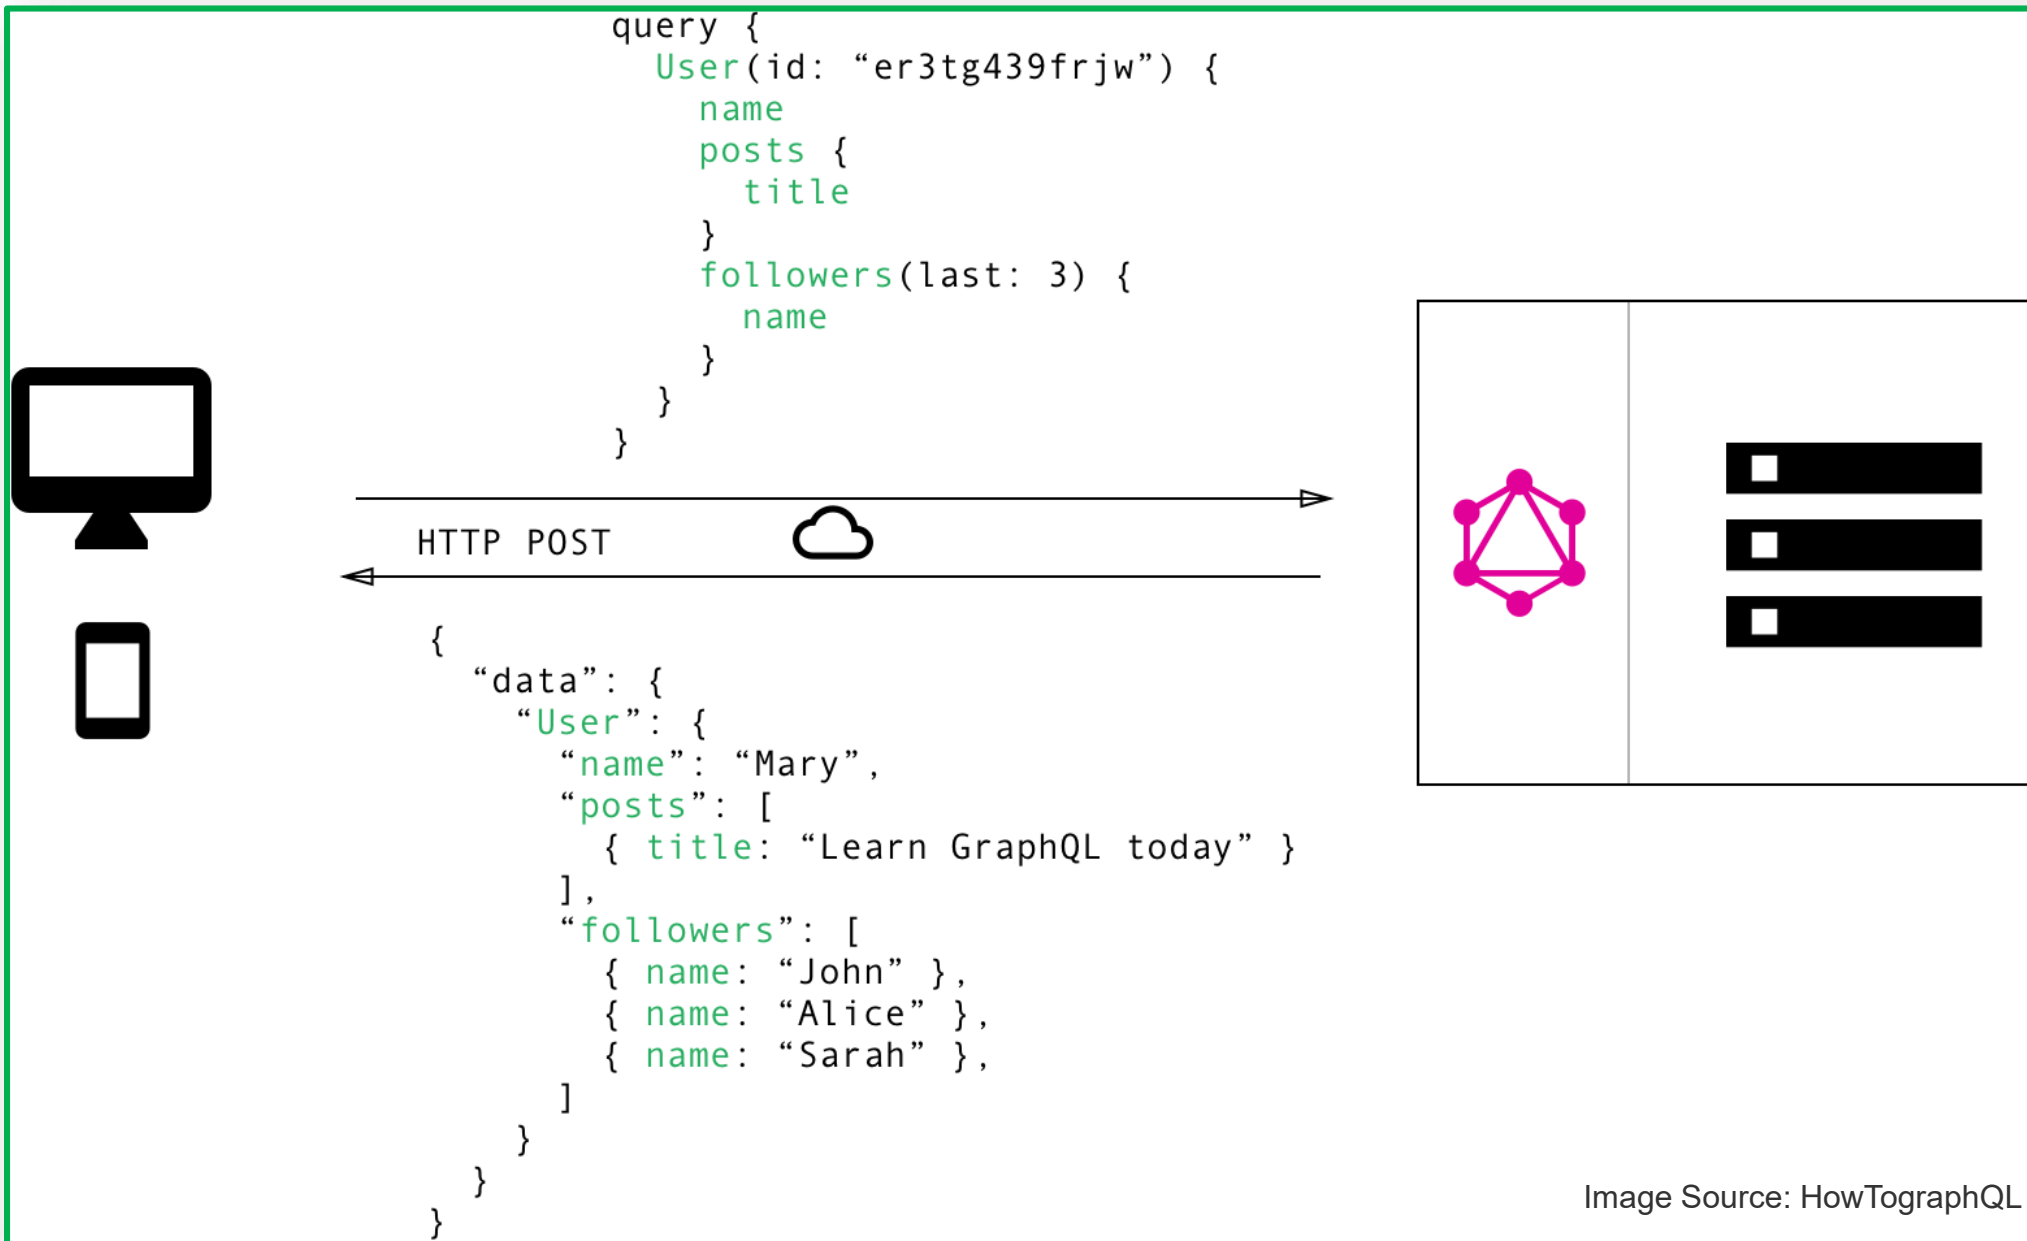 query {
User(id: “er3tg439frjw”) {
name
posts {
title
}
followers(last: 3) {
name
}
}
}
HTTP POST
{
“data”: {
“User”: {
“name”: “Mary”,
“posts”: [
{ title: “Learn GraphQL today” }
],
“followers”: [
{ name: “John” },
{ name: “Alice” },
{ name: “Sarah” },
]
}
}
}
Image Source: HowTographQL